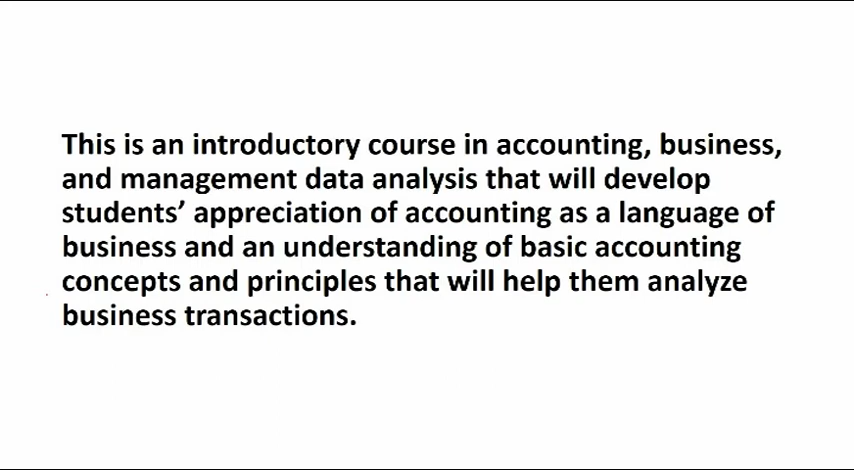 This is an introductory course in accounting, business,
and management data analysis that will develop
students’ appreciation of accounting as a language of
business and an understanding of basic accounting
concepts and principles that will help them analyze
business transactions.